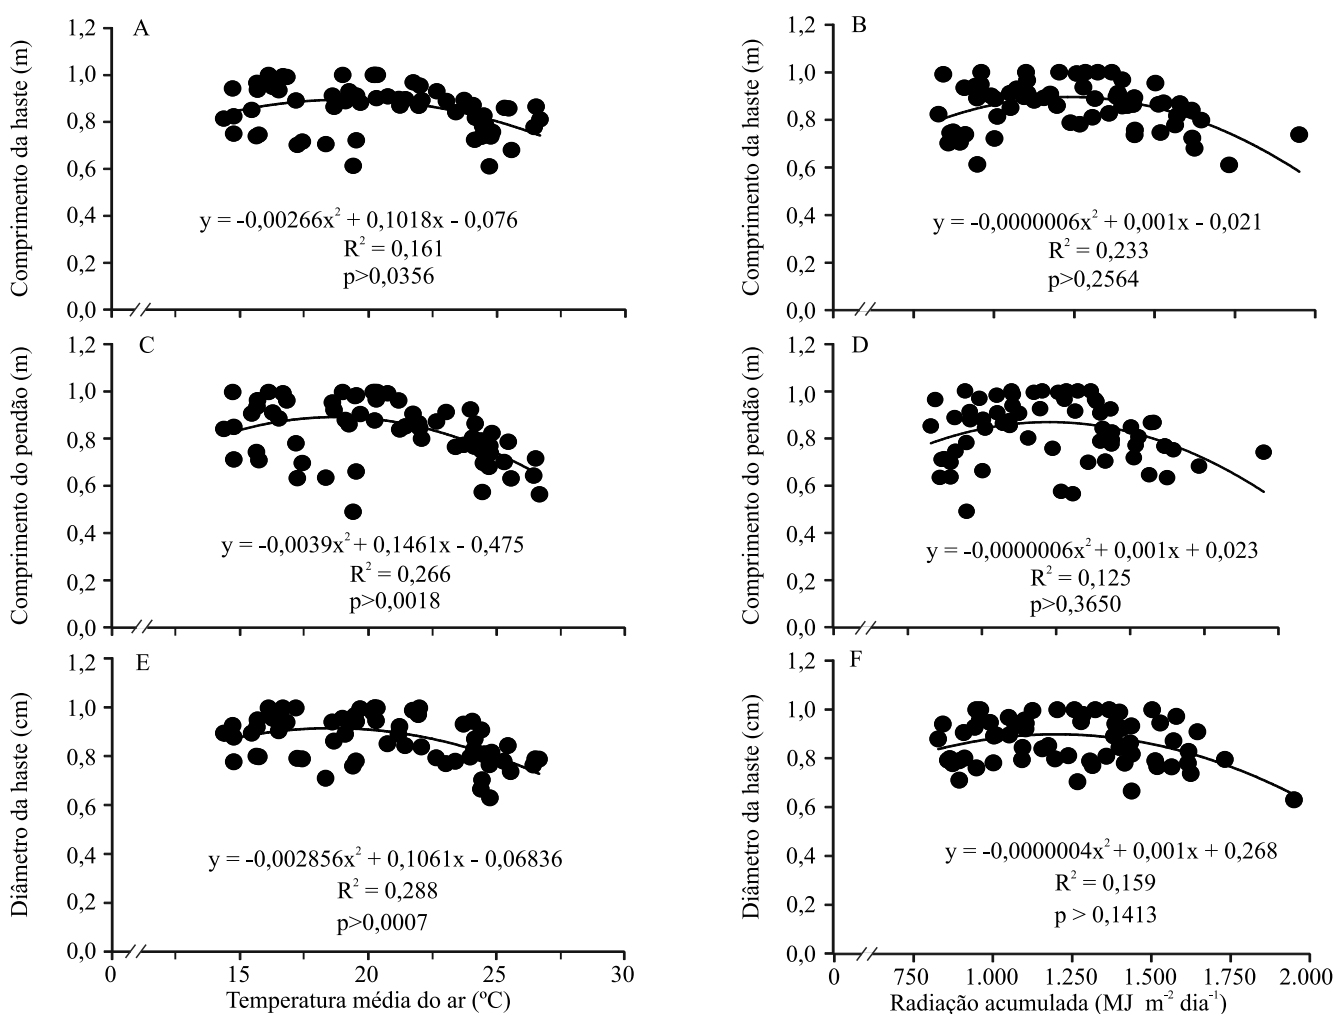 A
Comprimento da haste (m)
1,2
1,0
0,8
0,6
0,4
0,2
0,0
y = -0,00266x² + 0,1018x - 0,076
R² = 0,161
p>0,0356
B
Comprimento da haste (m)
1,2
1,0
0,8
0,6
0,4
0,2
0,0
y = -0,0000006x² + 0,001x - 0,021
R² = 0,233
p>0,2564
C
Comprimento do pendão (m)
1,2
1,0
0,8
0,6
0,4
0,2
0,0
y = -0,0039x² + 0,1461x - 0,475
R² = 0,266
p>0,0018
D
Comprimento do pendão (m)
1,2
1,0
0,8
0,6
0,4
0,2
0,0
y = -0,0000006x² + 0,001x + 0,023
R² = 0,125
p>0,3650
E
Diâmetro da haste (cm)
1,2
1,0
0,8
0,6
0,4
0,2
0,0
y = -0,002856x² + 0,1061x - 0,06836
R² = 0,288
p>0,0007
0 15 20 25 30
Temperatura média do ar (ºC)
F
Diâmetro da haste (cm)
1,2
1,0
0,8
0,6
0,4
0,2
0,0
y = -0,0000004x² + 0,001x + 0,268
R² = 0,159
p > 0,1413
0 750 1.000 1.250 1.500 1.750 2.000
Radiação acumulada (MJ m⁻² dia⁻¹)